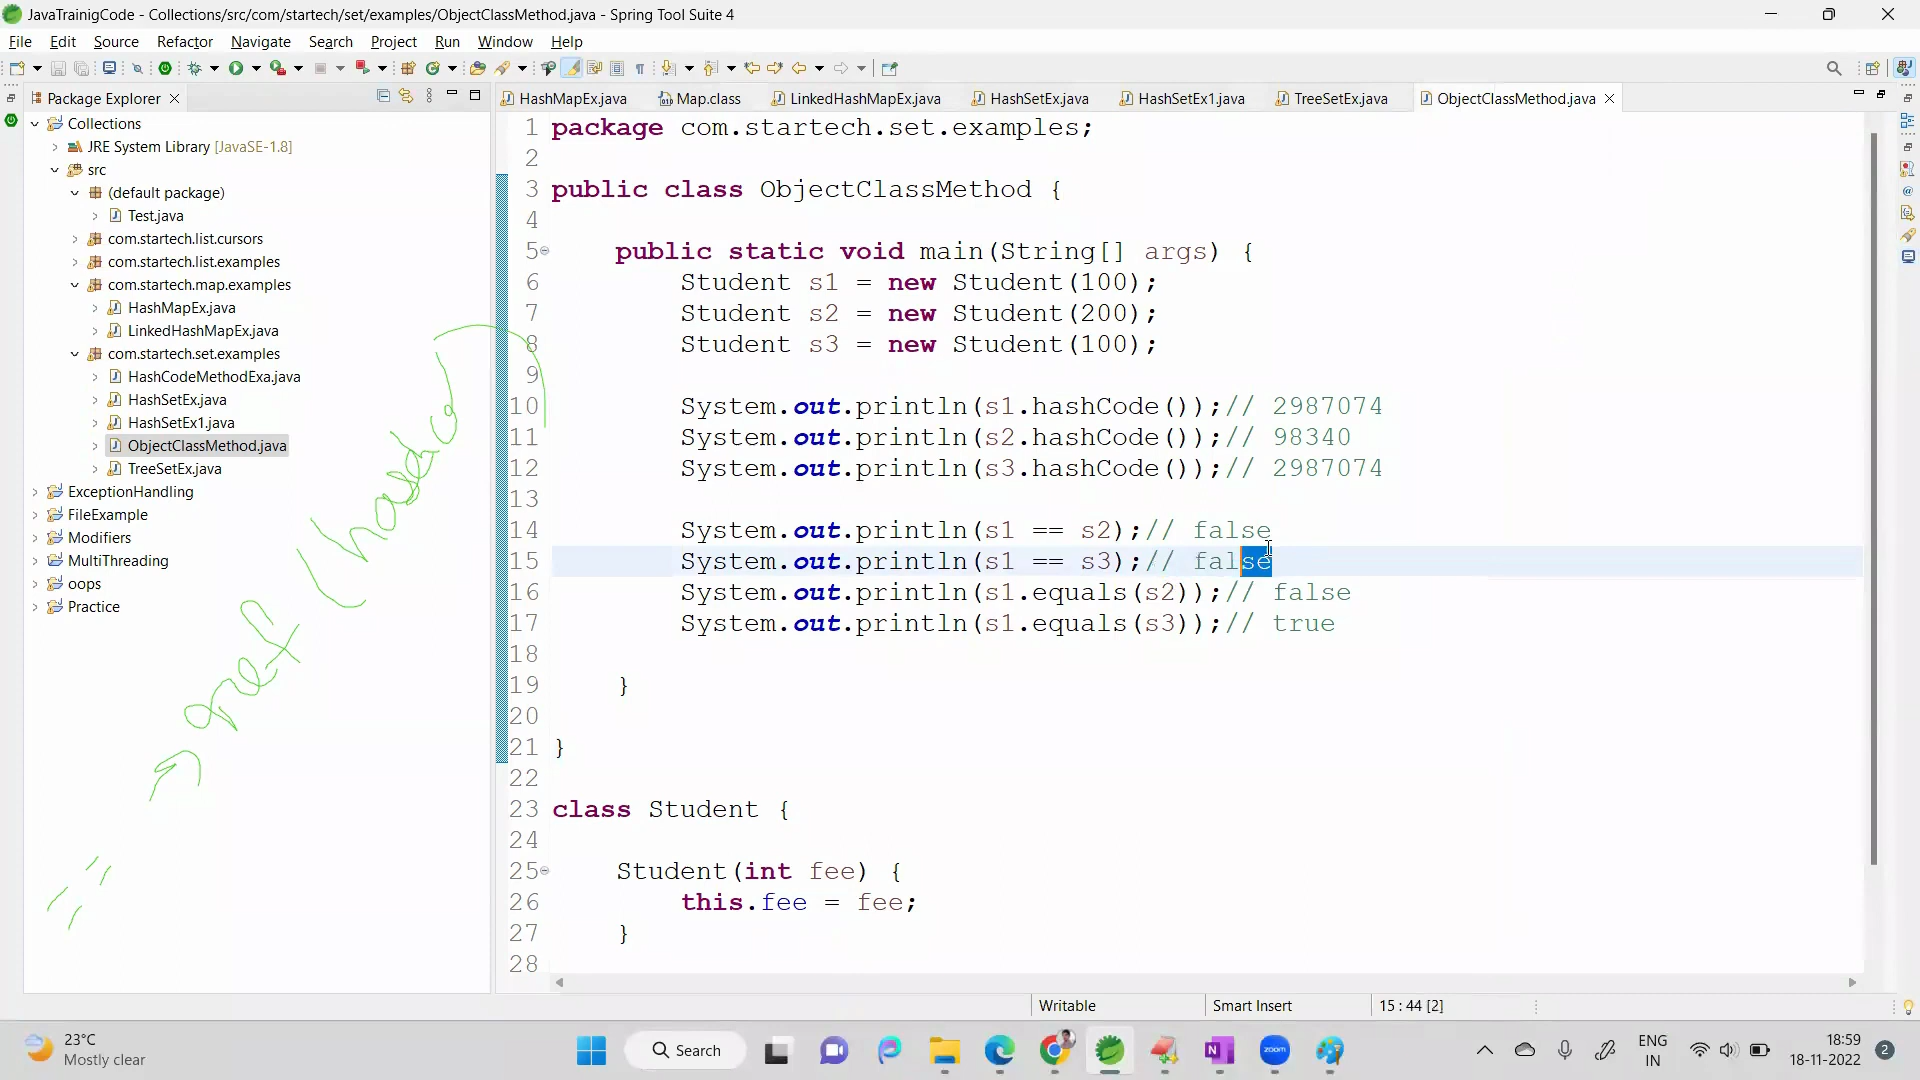 JavaTrainigCode - Collections/src/com/startech/set/examples/ObjectClassMethod.java - Spring Tool Suite 4
File Edit Source Refactor Navigate Search Project Run Window Help
Package Explorer
HashMapEx.java Map.class LinkedHashMapEx.java HashSetEx.java HashSetEx1.java TreeSetEx.java ObjectClassMethod.java
Collections
JRE System Library [JavaSE-1.8]
src
(default package)
Test.java
com.startech.list.cursors
com.startech.list.examples
com.startech.map.examples
HashMapEx.java
LinkedHashMapEx.java
com.startech.set.examples
HashCodeMethodExa.java
HashSetEx.java
HashSetEx1.java
ObjectClassMethod.java
TreeSetEx.java
ExceptionHandling
FileExample
Modifiers
MultiThreading
oops
Practice
== → ref (hashco
1 package com.startech.set.examples;
2
3 public class ObjectClassMethod {
4
5 public static void main(String[] args) {
6 Student s1 = new Student(100);
7 Student s2 = new Student(200);
8 Student s3 = new Student(100);
9
10 System.out.println(s1.hashCode());// 2987074
11 System.out.println(s2.hashCode());// 98340
12 System.out.println(s3.hashCode());// 2987074
13
14 System.out.println(s1 == s2);// false
15 System.out.println(s1 == s3);// false
16 System.out.println(s1.equals(s2));// false
17 System.out.println(s1.equals(s3));// true
18
19 }
20
21 }
22
23 class Student {
24
25 Student(int fee) {
26 this.fee = fee;
27 }
28
Writable Smart Insert 15 : 44 [2]
23°C
Mostly clear
Search
zoom
ENG
IN
18:59
18-11-2022
2